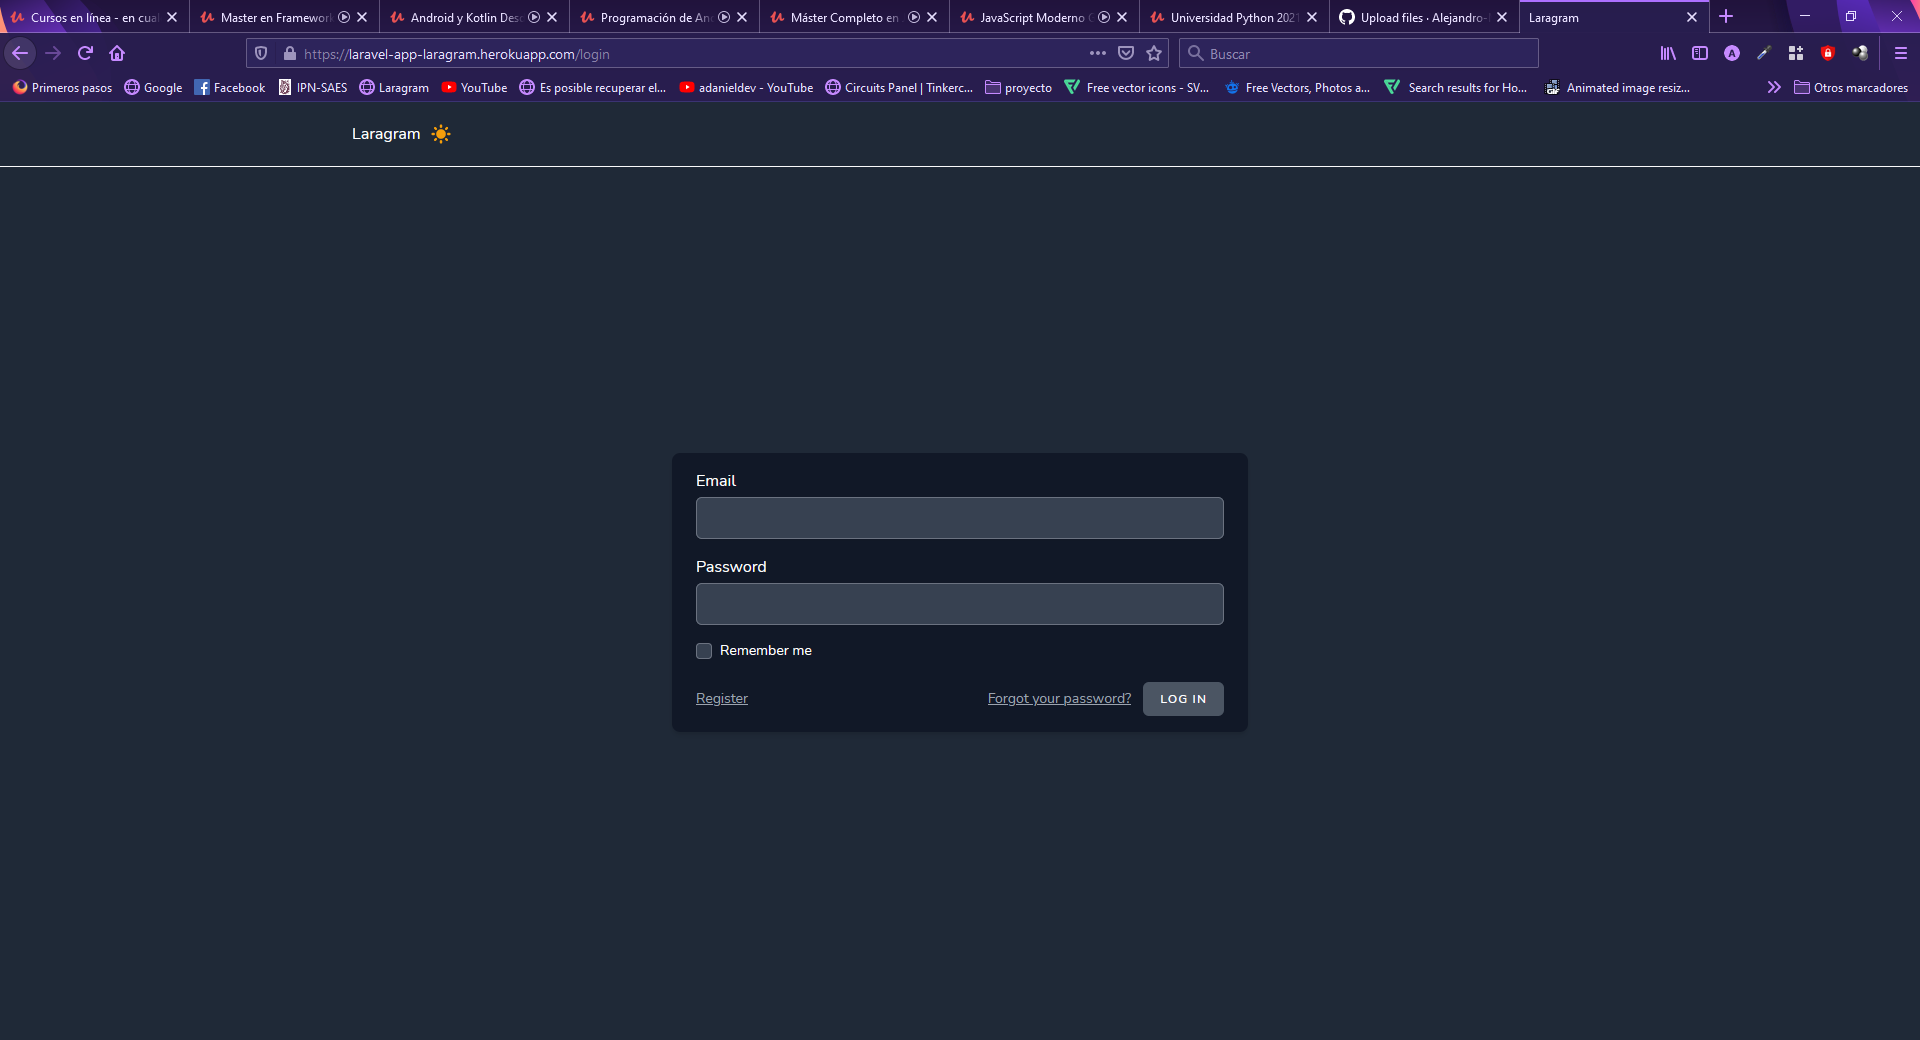 Cursos en línea - en cual
Master en Framework
Android y Kotlin Desc
Programación de And
Máster Completo en
JavaScript Moderno G
Universidad Python 2021
Upload files · Alejandro-
Laragram
https://laravel-app-laragram.herokuapp.com/login
Buscar
Primeros pasos
Google
Facebook
IPN-SAES
Laragram
YouTube
Es posible recuperar el...
adanieldev - YouTube
Circuits Panel | Tinkerc...
proyecto
Free vector icons - SV...
Free Vectors, Photos a...
Search results for Ho...
Animated image resiz...
Otros marcadores
Laragram
Email
Password
Remember me
Register
Forgot your password?
LOG IN